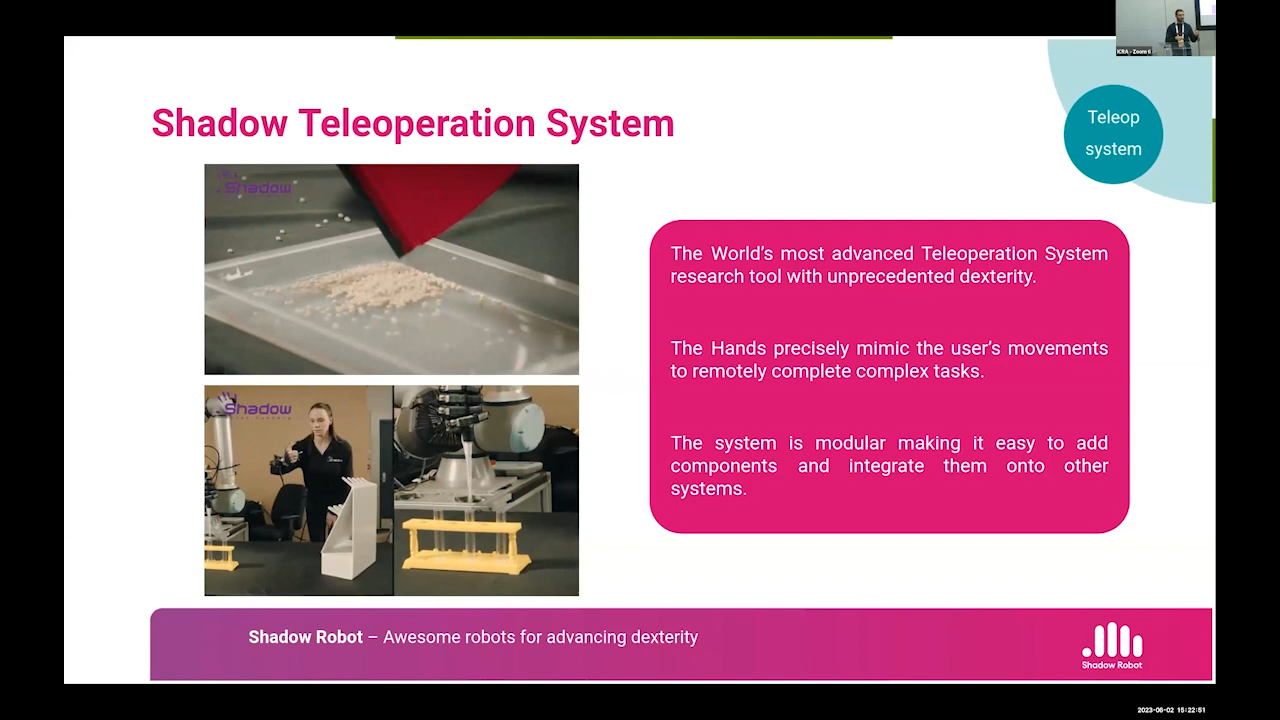 ICRA - Zoom 6
Shadow Teleoperation System
Teleop
system
Shadow
The World's most advanced Teleoperation System
research tool with unprecedented dexterity.
The Hands precisely mimic the user's movements
to remotely complete complex tasks.
The system is modular making it easy to add
components and integrate them onto other
systems.
Shadow
Shadow Robot – Awesome robots for advancing dexterity
Shadow Robot
2023-06-02 15:22:51